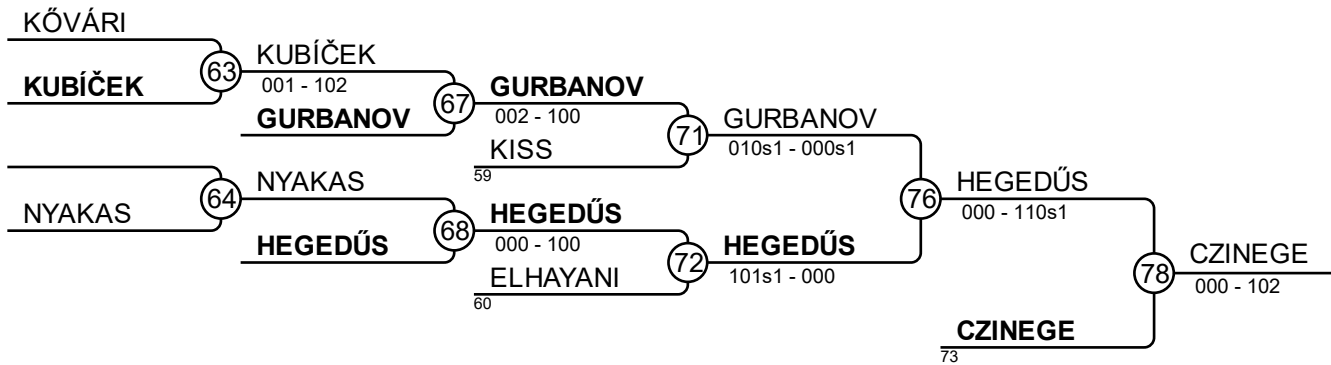 KŐVÁRI
63
KUBÍČEK
KUBÍČEK
001 - 102
GURBANOV
67
GURBANOV
002 - 100
KISS
59
71
GURBANOV
010s1 - 000s1
64
NYAKAS
NYAKAS
HEGEDŰS
68
HEGEDŰS
000 - 100
ELHAYANI
60
72
HEGEDŰS
101s1 - 000
76
HEGEDŰS
000 - 110s1
CZINEGE
73
78
CZINEGE
000 - 102